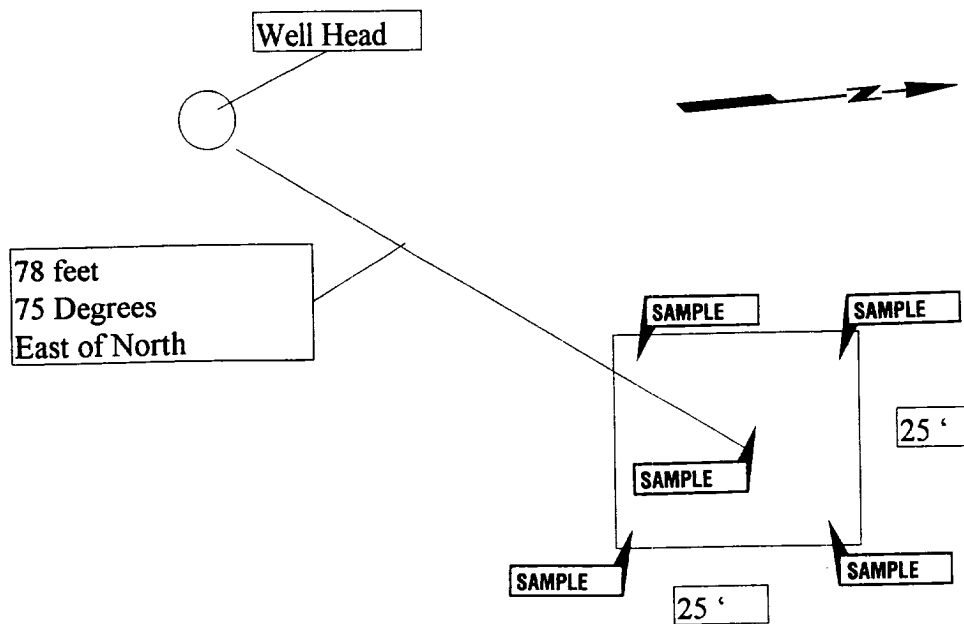 Well Head
N
78 feet
75 Degrees
East of North
SAMPLE
SAMPLE
25 ‘
SAMPLE
SAMPLE
SAMPLE
25 ‘